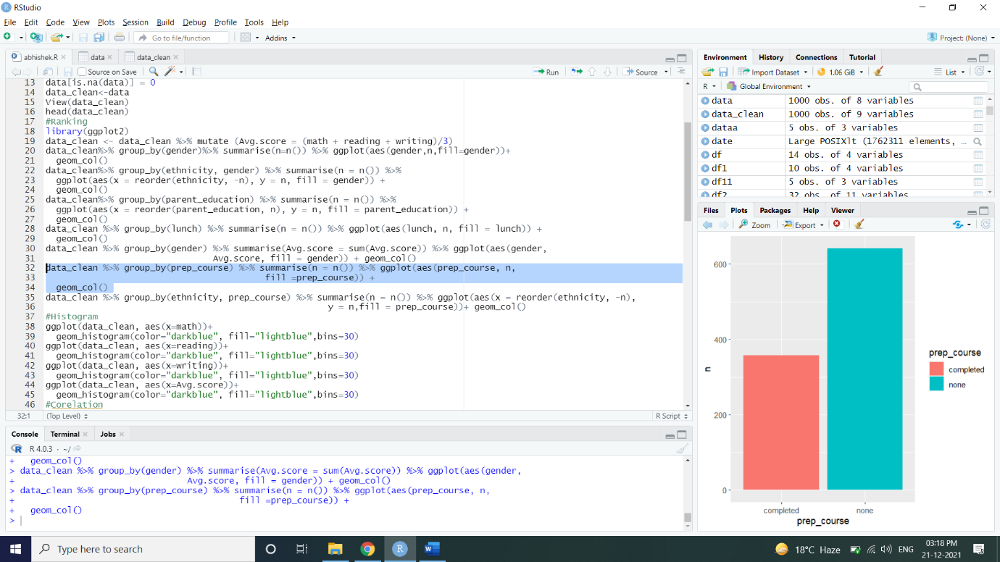 RStudio
File Edit Code View Plots Session Build Debug Profile Tools Help
Go to file/function Addins Project: (None)
abhishek.R data data_clean
Source on Save Run Source
13 data[is.na(data)] = 0
14 data_clean<-data
15 View(data_clean)
16 head(data_clean)
17 #Ranking
18 library(ggplot2)
19 data_clean <- data_clean %>% mutate (Avg.score = (math + reading + writing)/3)
20 data_clean%>% group_by(gender)%>% summarise(n=n()) %>% ggplot(aes(gender,n,fill=gender))+
21 geom_col()
22 data_clean%>% group_by(ethnicity, gender) %>% summarise(n = n()) %>%
23 ggplot(aes(x = reorder(ethnicity, -n), y = n, fill = gender)) +
24 geom_col()
25 data_clean%>% group_by(parent_education) %>% summarise(n = n()) %>%
26 ggplot(aes(x = reorder(parent_education, n), y = n, fill = parent_education)) +
27 geom_col()
28 data_clean %>% group_by(lunch) %>% summarise(n = n()) %>% ggplot(aes(lunch, n, fill = lunch)) +
29 geom_col()
30 data_clean %>% group_by(gender) %>% summarise(Avg.score = sum(Avg.score)) %>% ggplot(aes(gender,
31 Avg.score, fill = gender)) + geom_col()
32 data_clean %>% group_by(prep_course) %>% summarise(n = n()) %>% ggplot(aes(prep_course, n,
33 fill =prep_course)) +
34 geom_col()
35 data_clean %>% group_by(ethnicity, prep_course) %>% summarise(n = n()) %>% ggplot(aes(x = reorder(ethnicity, -n),
36 y = n,fill = prep_course))+ geom_col()
37 #Histogram
38 ggplot(data_clean, aes(x=math))+
39 geom_histogram(color="darkblue", fill="lightblue",bins=30)
40 ggplot(data_clean, aes(x=reading))+
41 geom_histogram(color="darkblue", fill="lightblue",bins=30)
42 ggplot(data_clean, aes(x=writing))+
43 geom_histogram(color="darkblue", fill="lightblue",bins=30)
44 ggplot(data_clean, aes(x=Avg.score))+
45 geom_histogram(color="darkblue", fill="lightblue",bins=30)
46 #Corelation
32:1 (Top Level) R Script
Console Terminal Jobs
R 4.0.3 · ~/
+ geom_col()
> data_clean %>% group_by(gender) %>% summarise(Avg.score = sum(Avg.score)) %>% ggplot(aes(gender,
+ Avg.score, fill = gender)) + geom_col()
> data_clean %>% group_by(prep_course) %>% summarise(n = n()) %>% ggplot(aes(prep_course, n,
+ fill =prep_course)) +
+ geom_col()
>
Environment History Connections Tutorial
Import Dataset 1.06 GiB List
R Global Environment
data 1000 obs. of 8 variables
data_clean 1000 obs. of 9 variables
dataa 5 obs. of 3 variables
date Large POSIXlt (1762311 elements, …
df 14 obs. of 4 variables
df1 10 obs. of 4 variables
df11 5 obs. of 3 variables
df2 32 obs. of 11 variables
Files Plots Packages Help Viewer
Zoom Export
600
400
200
0
n
completed none
prep_course
prep_course
completed
none
Type here to search
18°C Haze ENG 03:18 PM
21-12-2021